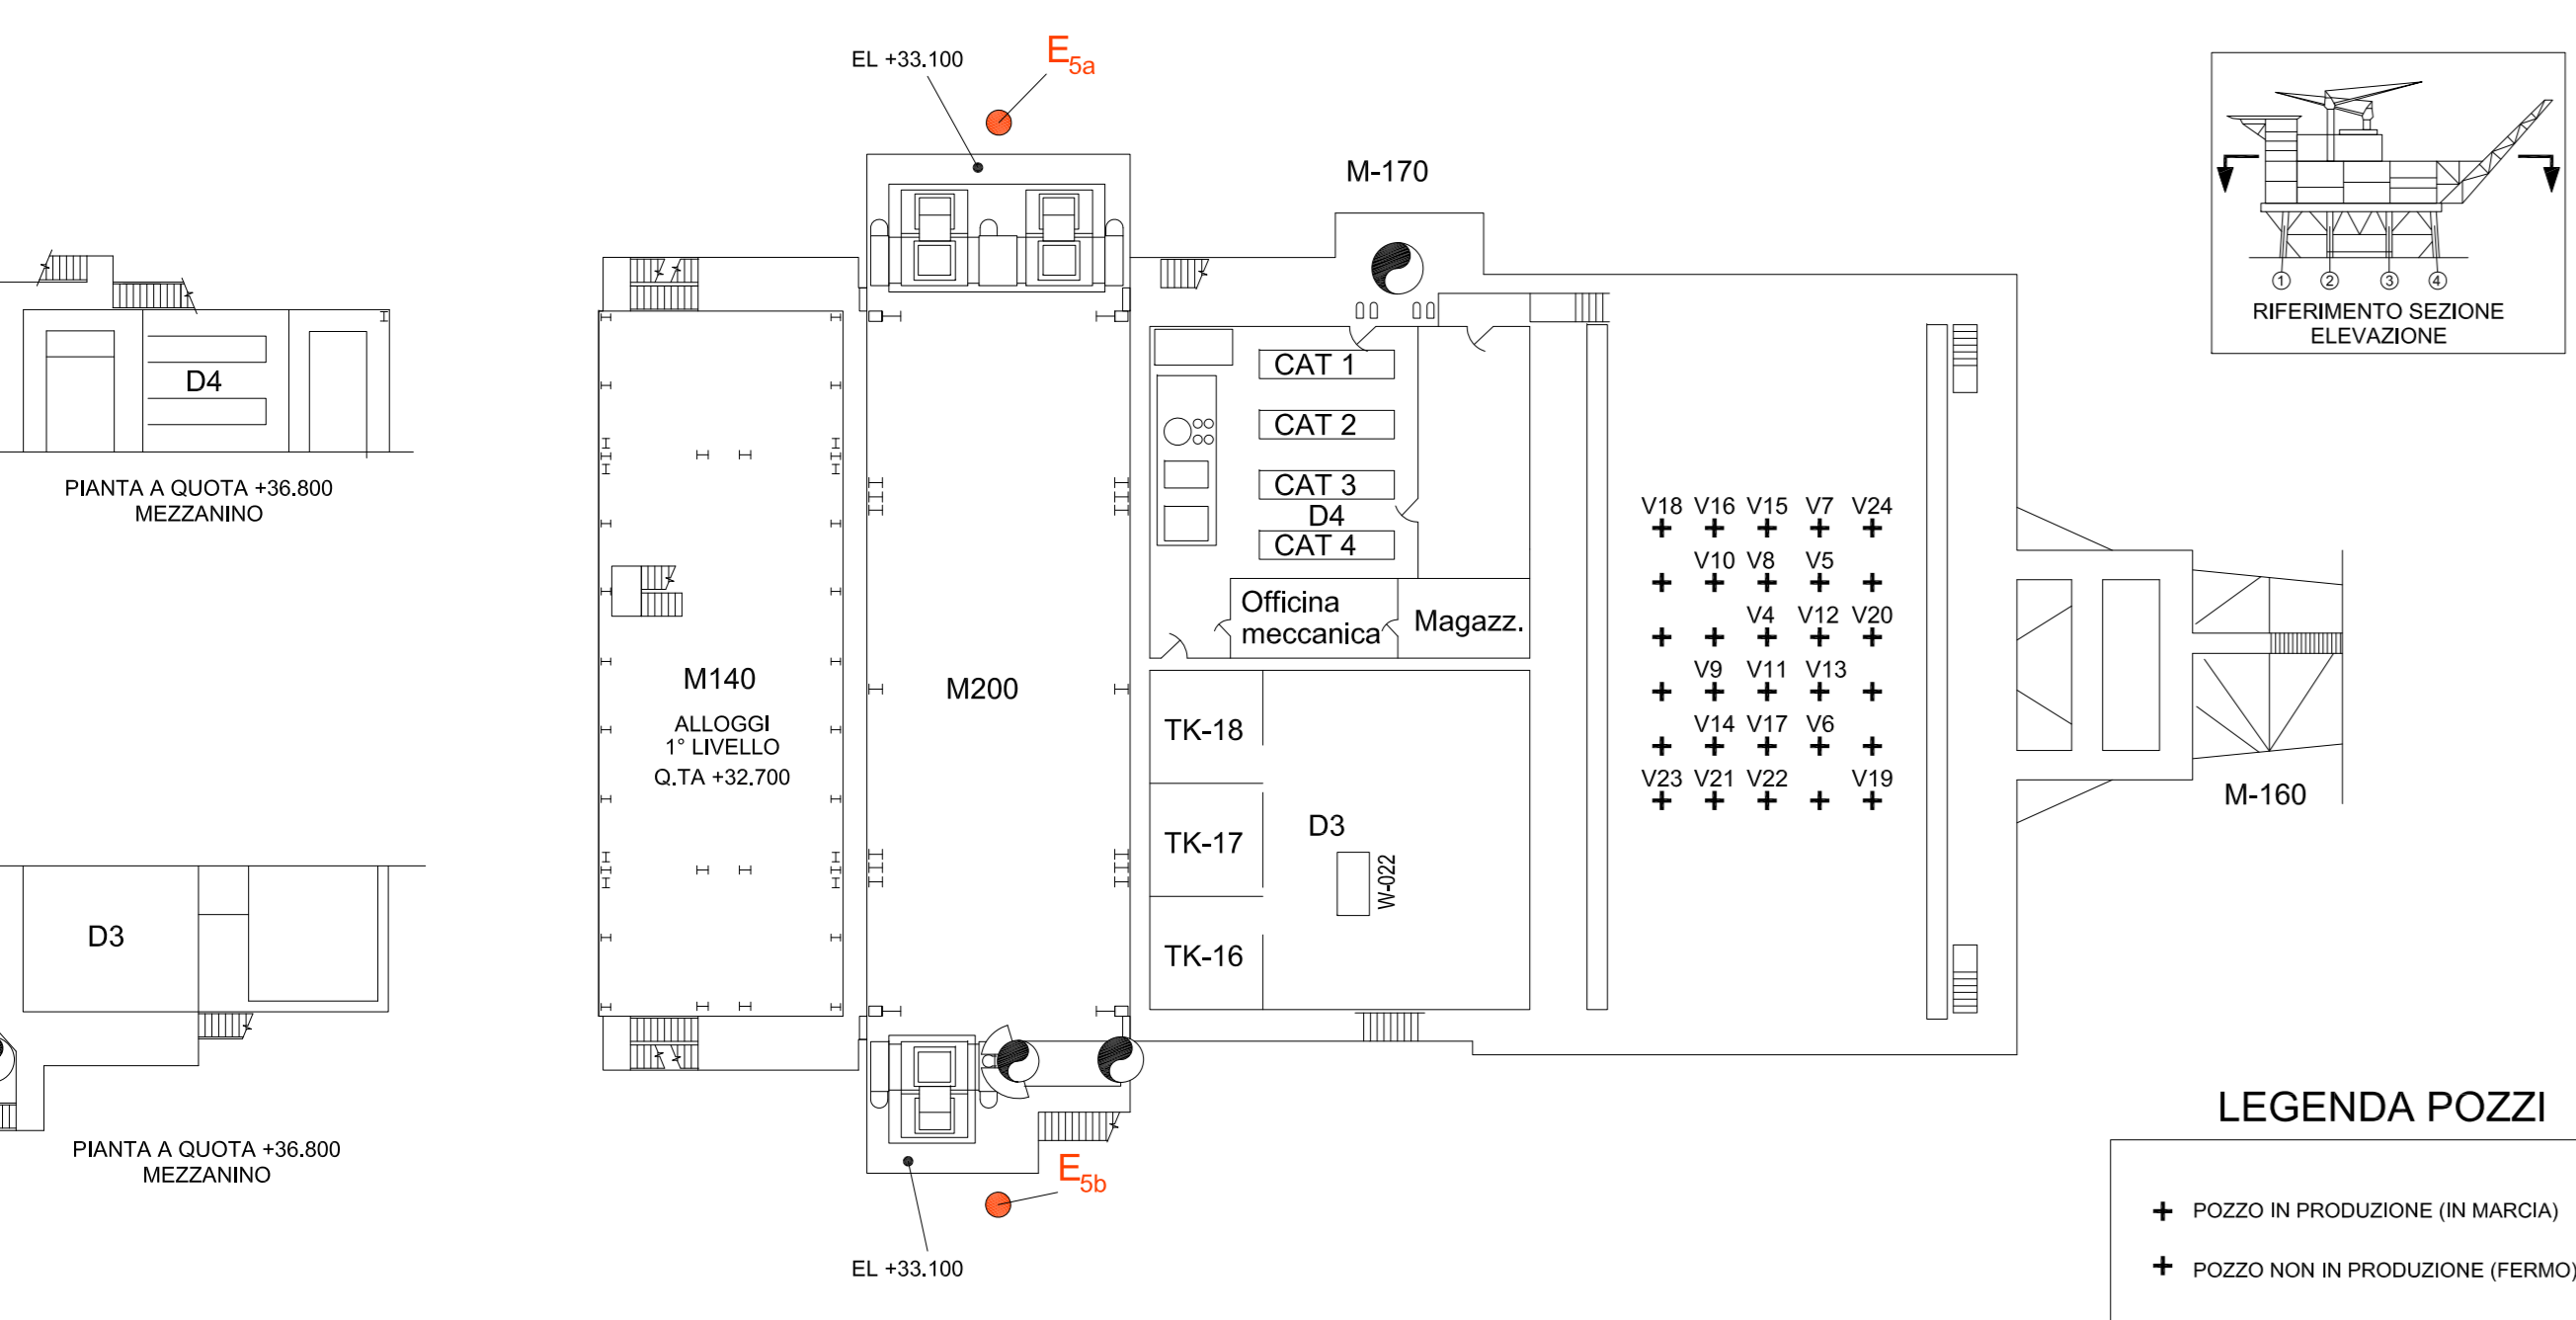 EL +33.100
E5a
M-170
RIFERIMENTO SEZIONE
ELEVAZIONE
1 2 3 4
D4
PIANTA A QUOTA +36.800
MEZZANINO
CAT 1
CAT 2
CAT 3
D4
CAT 4
Officina
meccanica
Magazz.
V18 V16 V15 V7 V24
V10 V8 V5
V4 V12 V20
V9 V11 V13
V14 V17 V6
V23 V21 V22 V19
M140
ALLOGGI
1° LIVELLO
Q.TA +32.700
M200
TK-18
TK-17
TK-16
D3
W-022
M-160
D3
PIANTA A QUOTA +36.800
MEZZANINO
E5b
EL +33.100
LEGENDA POZZI
POZZO IN PRODUZIONE (IN MARCIA)
POZZO NON IN PRODUZIONE (FERMO)